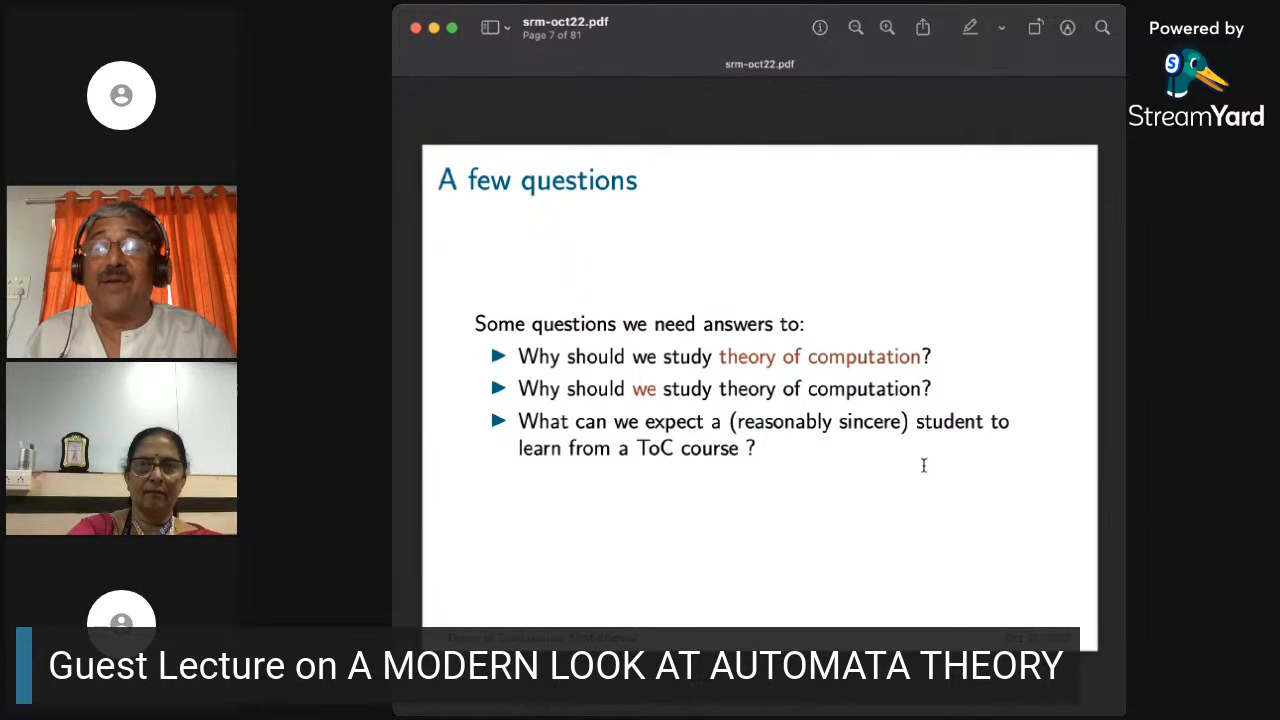 srm-oct22.pdf
Page 7 of 81
srm-oct22.pdf
Powered by
S
StreamYard
A few questions
Some questions we need answers to:
Why should we study theory of computation?
Why should we study theory of computation?
What can we expect a (reasonably sincere) student to
learn from a ToC course ?
Guest Lecture on A MODERN LOOK AT AUTOMATA THEORY